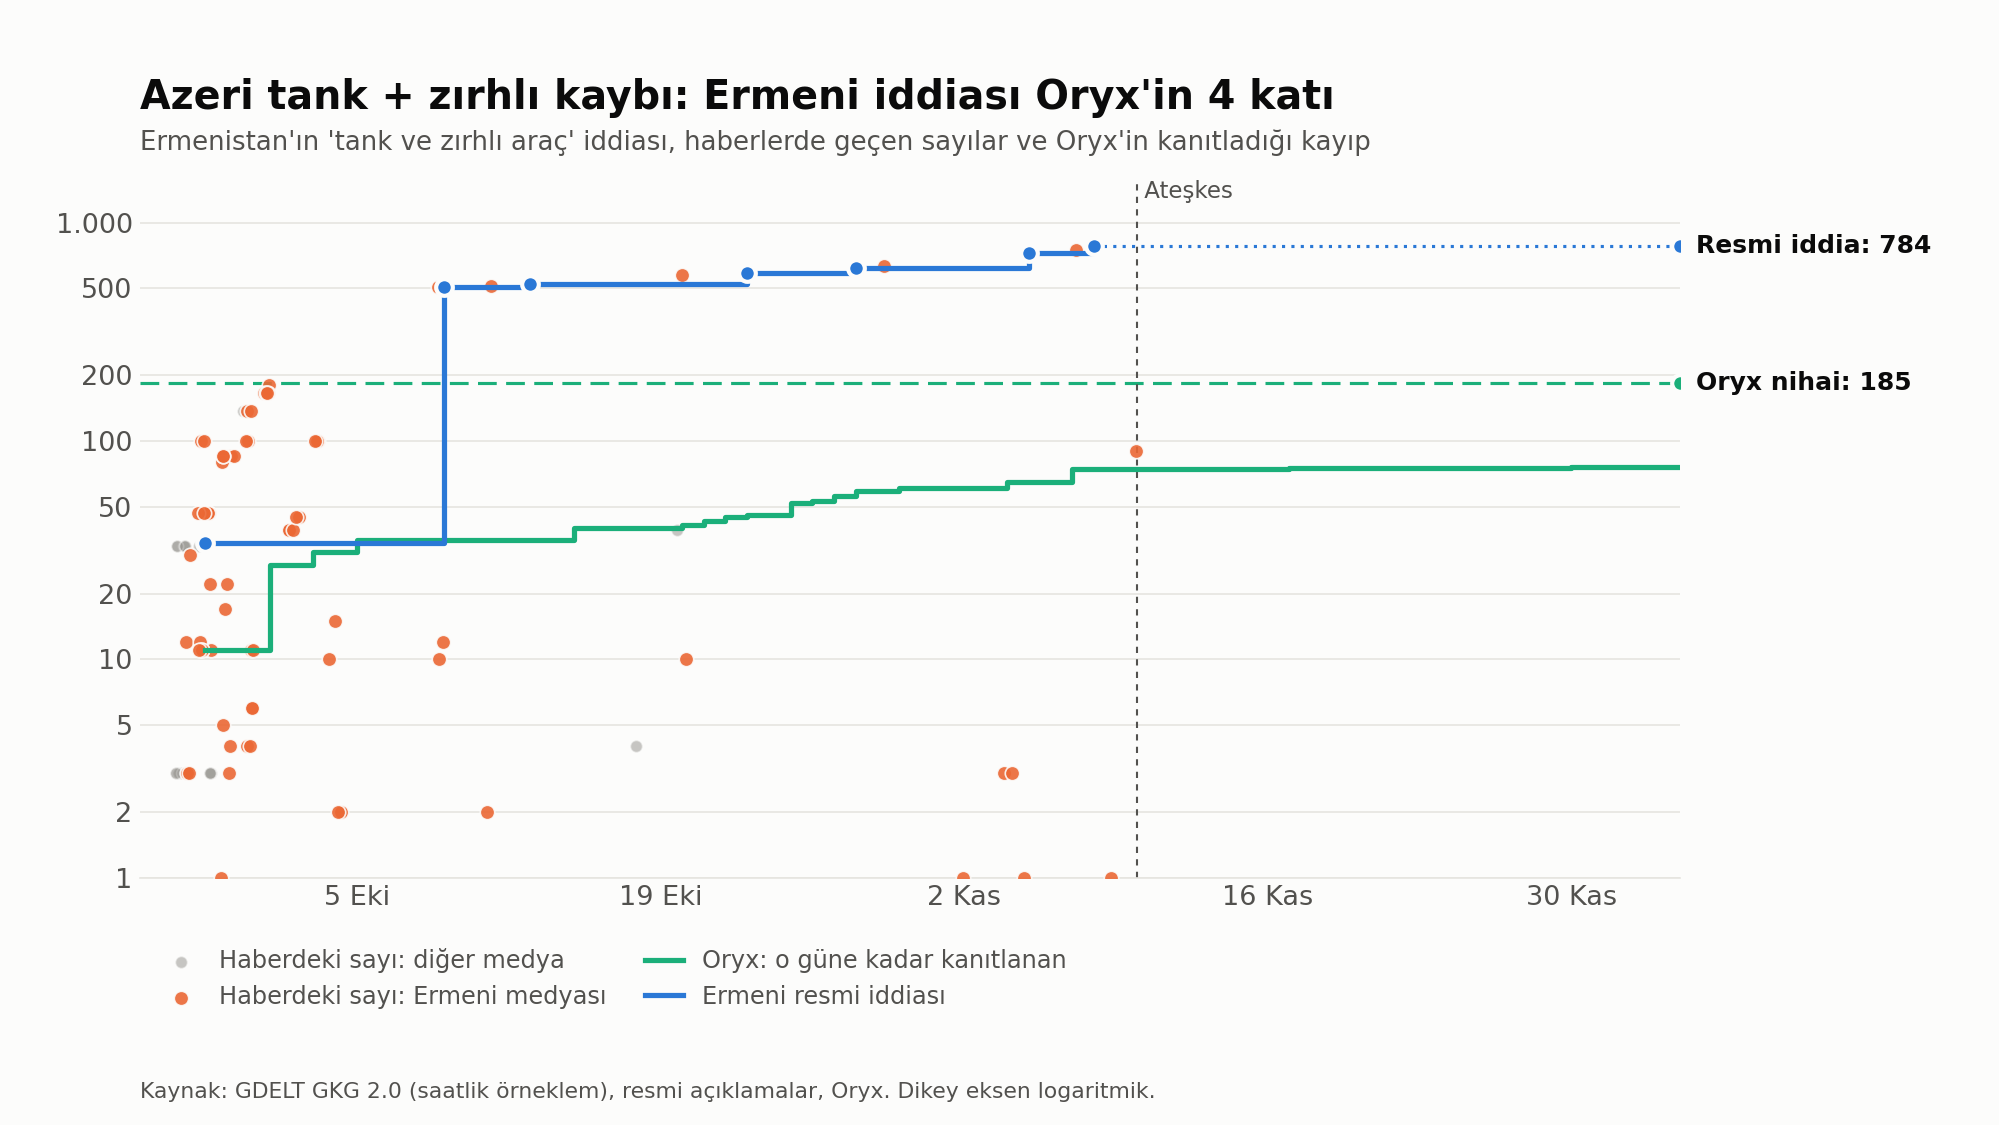 Azeri tank + zırhlı kaybı: Ermeni iddiası Oryx'in 4 katı
Ermenistan'ın 'tank ve zırhlı araç' iddiası, haberlerde geçen sayılar ve Oryx'in kanıtladığı kayıp
Ateşkes
1.000
Resmi iddia: 784
500
200
Oryx nihai: 185
100
50
20
10
5
2
1
5 Eki
19 Eki
2 Kas
16 Kas
30 Kas
Haberdeki sayı: diğer medya
Oryx: o güne kadar kanıtlanan
Haberdeki sayı: Ermeni medyası
Ermeni resmi iddiası
Kaynak: GDELT GKG 2.0 (saatlik örneklem), resmi açıklamalar, Oryx. Dikey eksen logaritmik.